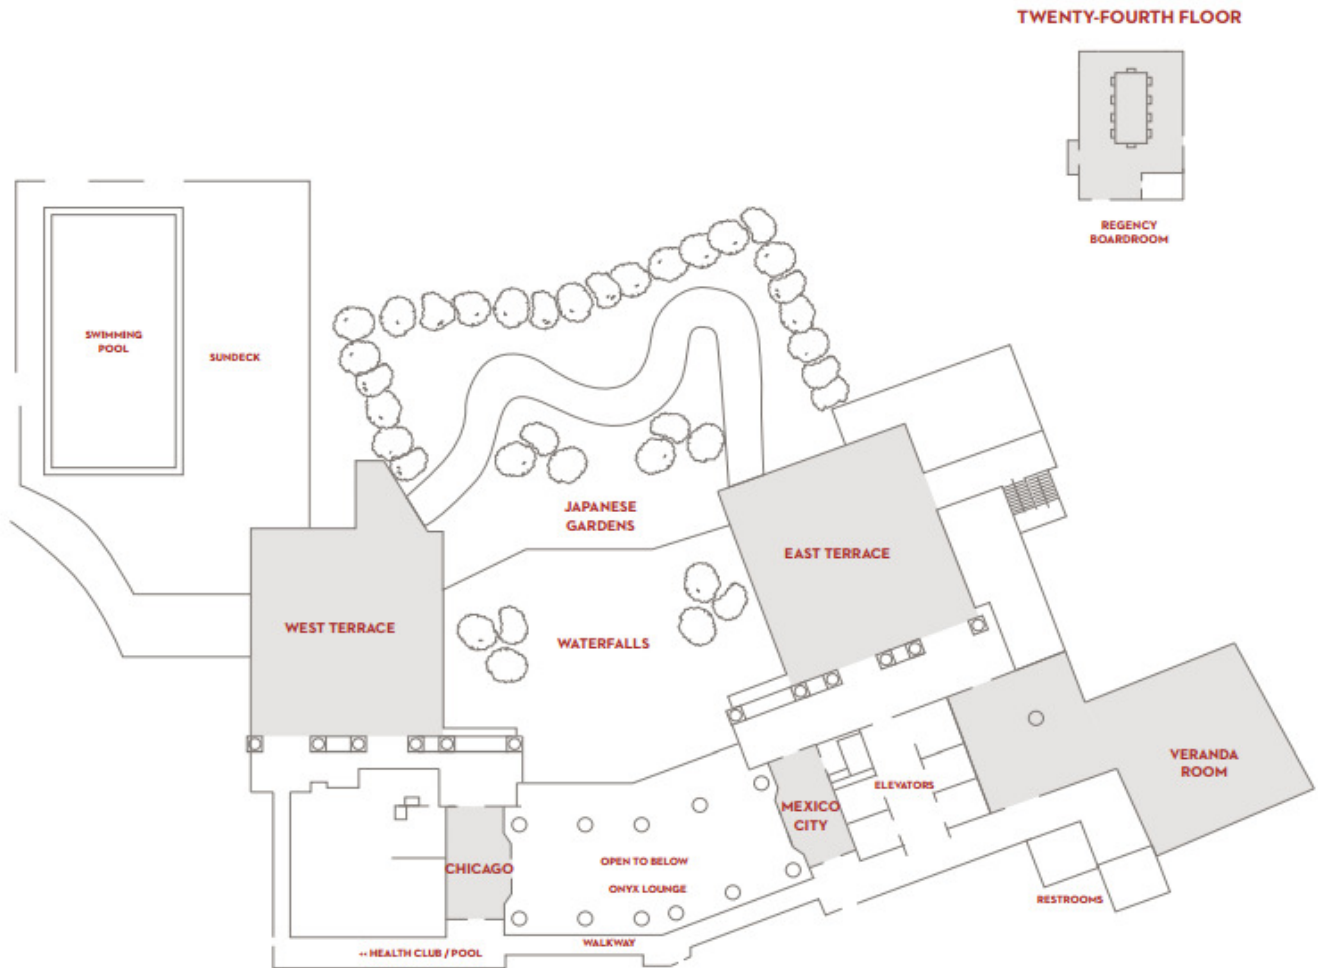 TWENTY-FOURTH FLOOR
REGENCY
BOARDROOM
SWIMMING
POOL
SUNDECK
JAPANESE
GARDENS
EAST TERRACE
WEST TERRACE
WATERFALLS
VERANDA
ROOM
ELEVATORS
MEXICO
CITY
CHICAGO
OPEN TO BELOW
ONYX LOUNGE
RESTROOMS
WALKWAY
↔ HEALTH CLUB / POOL